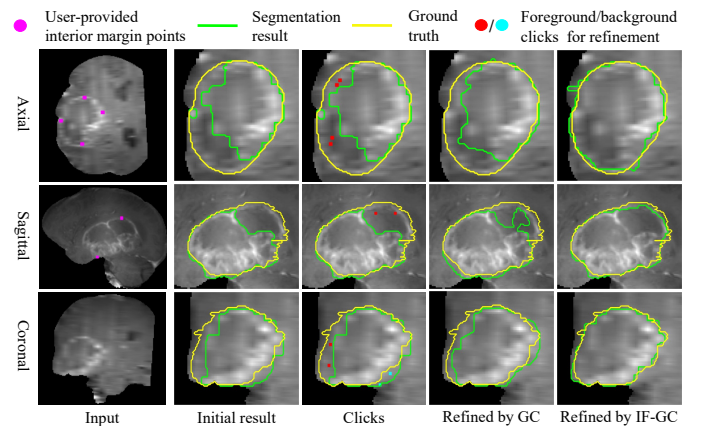 User-provided interior margin points
Segmentation result
Ground truth
Foreground/background clicks for refinement
Axial
Sagittal
Coronal
Input
Initial result
Clicks
Refined by GC
Refined by IF-GC